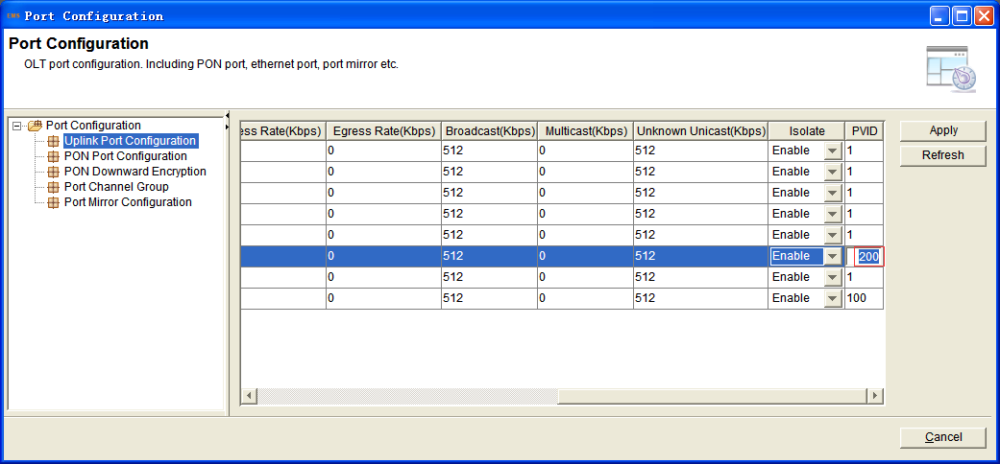 EMS Port Configuration
Port Configuration
OLT port configuration. Including PON port, ethernet port, port mirror etc.
Port Configuration
Uplink Port Configuration
PON Port Configuration
PON Downward Encryption
Port Channel Group
Port Mirror Configuration
ess Rate(Kbps) Egress Rate(Kbps) Broadcast(Kbps) Multicast(Kbps) Unknown Unicast(Kbps) Isolate PVID
0 512 0 512 Enable 1
0 512 0 512 Enable 1
0 512 0 512 Enable 1
0 512 0 512 Enable 1
0 512 0 512 Enable 1
0 512 0 512 Enable 200
0 512 0 512 Enable 1
0 512 0 512 Enable 100
Apply
Refresh
Cancel